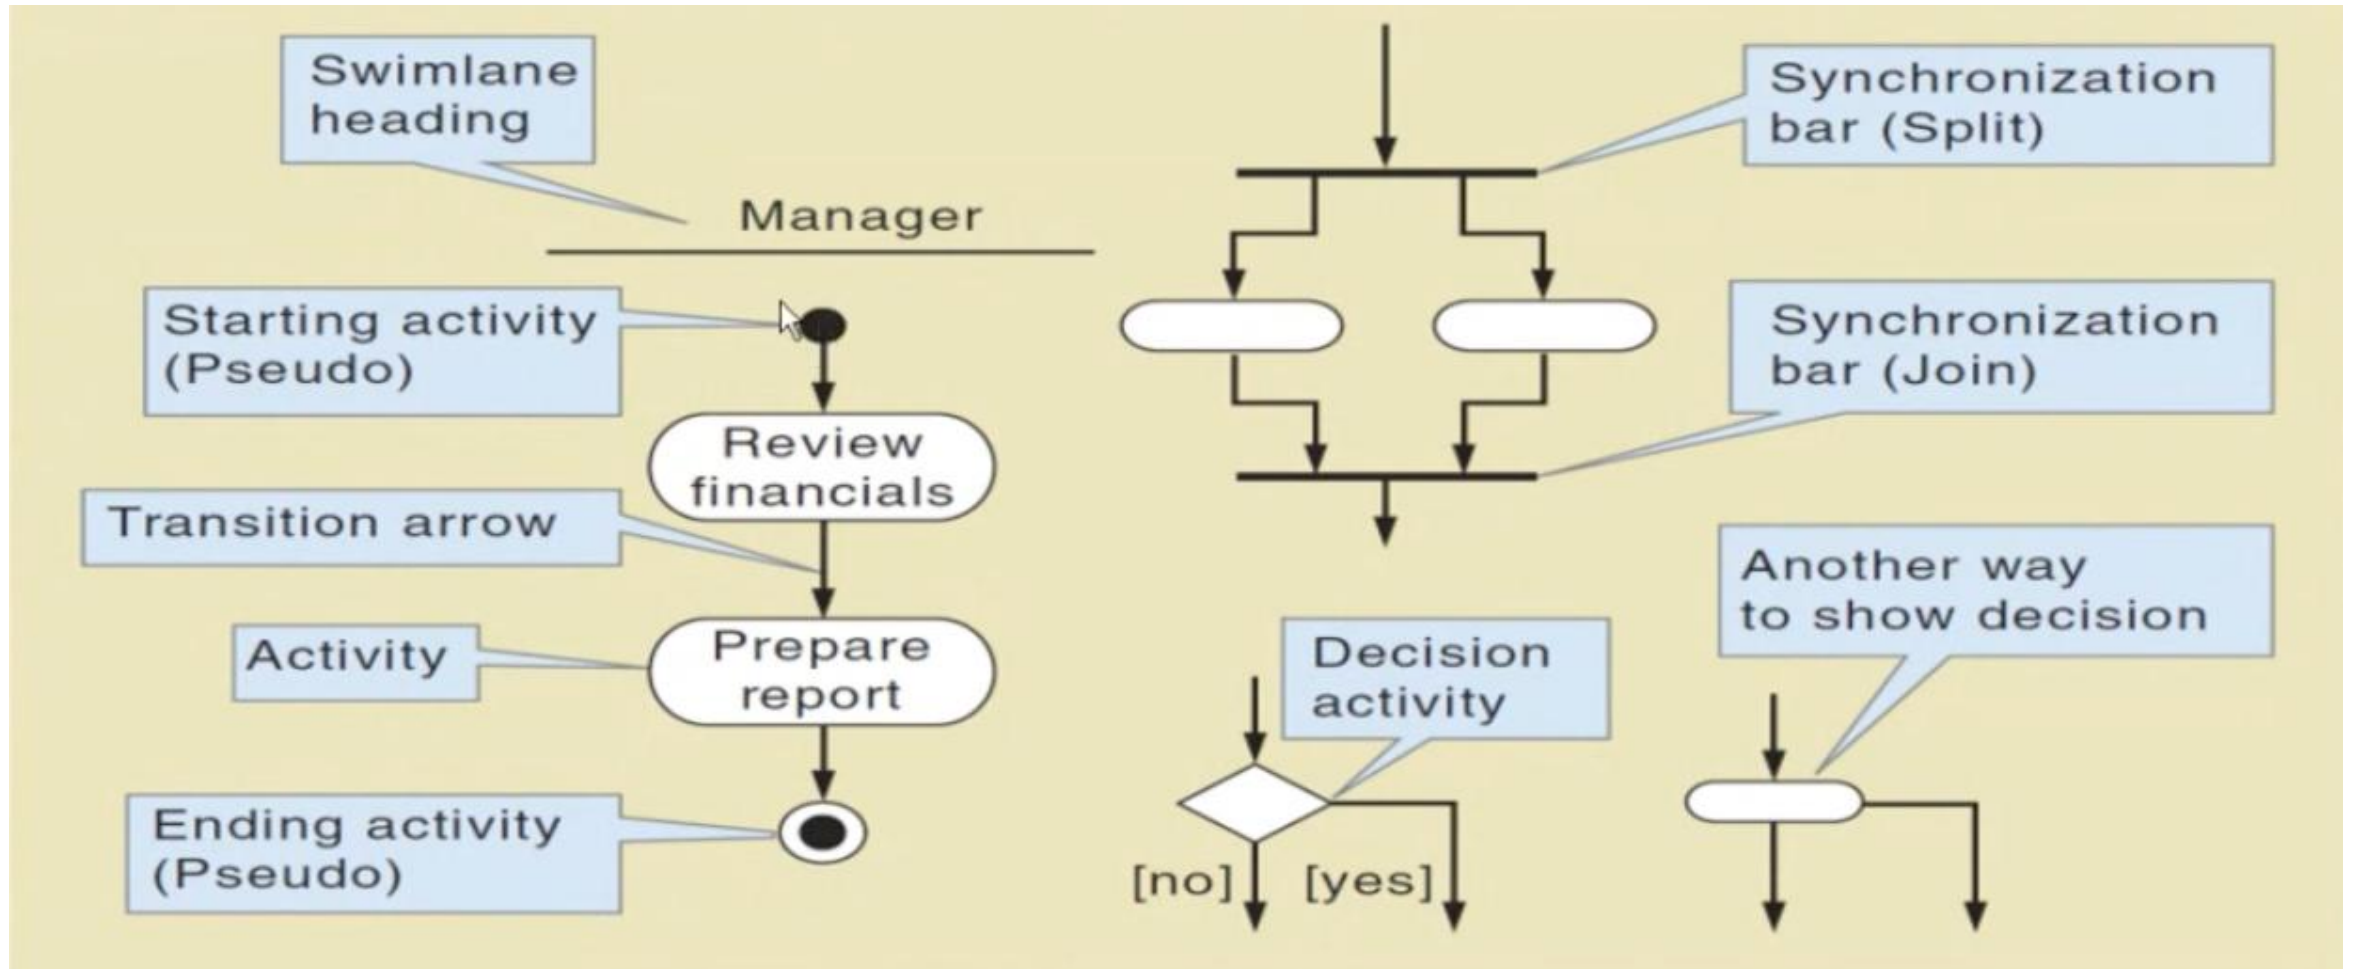 Swimlane
heading
Manager
Starting activity
(Pseudo)
Review
financials
Transition arrow
Activity
Prepare
report
Ending activity
(Pseudo)
Synchronization
bar (Split)
Synchronization
bar (Join)
Another way
to show decision
Decision
activity
[no] [yes]